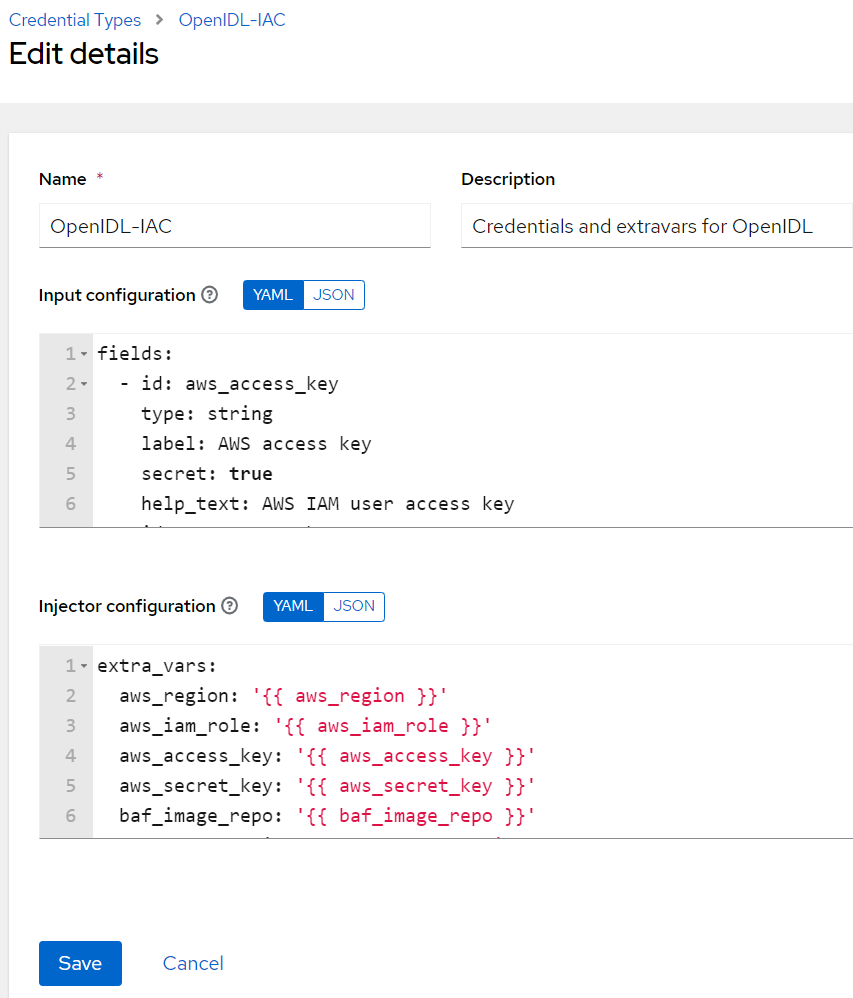 Credential Types > OpenIDL-IAC
Edit details
Name *
Description
OpenIDL-IAC
Credentials and extravars for OpenIDL
Input configuration ? YAML JSON
1 fields:
2   - id: aws_access_key
3     type: string
4     label: AWS access key
5     secret: true
6     help_text: AWS IAM user access key
Injector configuration ? YAML JSON
1 extra_vars:
2   aws_region: '{{ aws_region }}'
3   aws_iam_role: '{{ aws_iam_role }}'
4   aws_access_key: '{{ aws_access_key }}'
5   aws_secret_key: '{{ aws_secret_key }}'
6   baf_image_repo: '{{ baf_image_repo }}'
Save Cancel